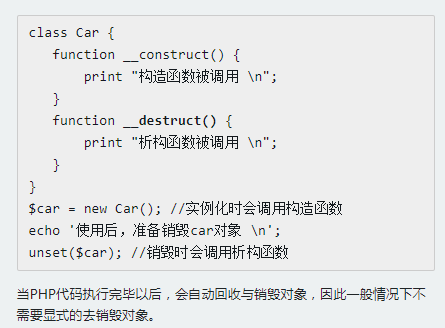 class Car {
   function __construct() {
       print "构造函数被调用 \n";
   }
   function __destruct() {
       print "析构函数被调用 \n";
   }
}
$car = new Car(); //实例化时会调用构造函数
echo '使用后，准备销毁car对象 \n';
unset($car); //销毁时会调用析构函数
当PHP代码执行完毕以后，会自动回收与销毁对象，因此一般情况下不
需要显式的去销毁对象。